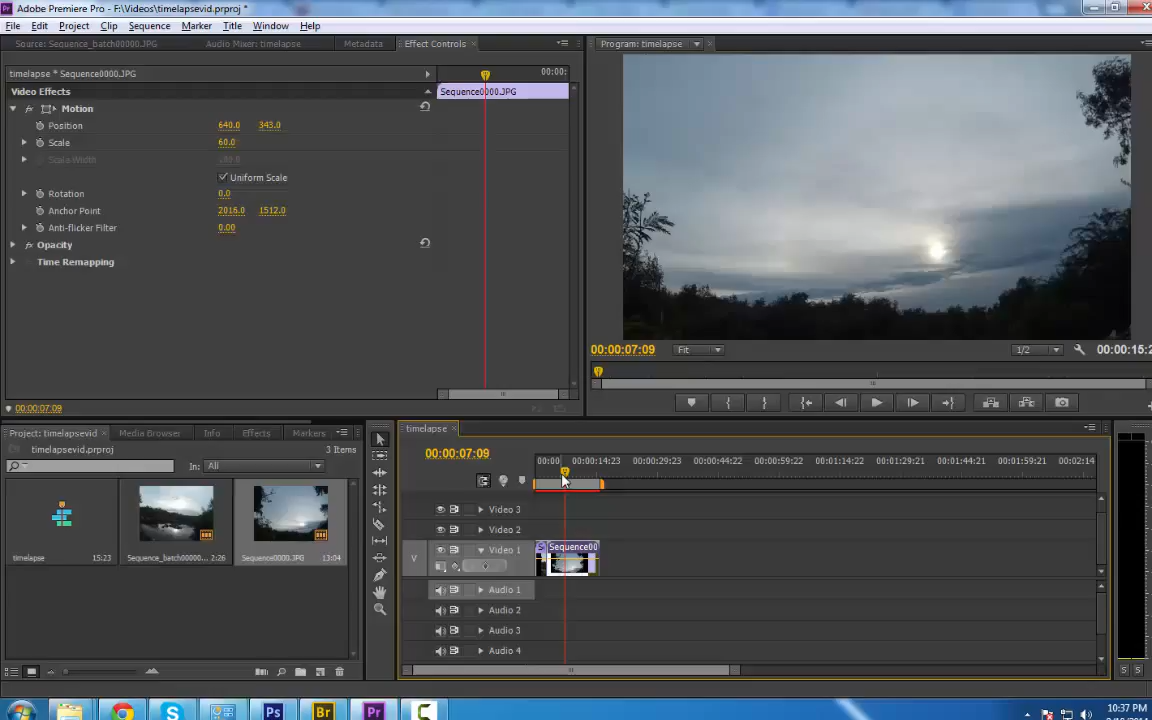 Adobe Premiere Pro - F:\Videos\timelapsevid.prproj *
File Edit Project Clip Sequence Marker Title Window Help
Source: Sequence_batch00000.JPG Audio Mixer: timelapse Metadata Effect Controls
timelapse * Sequence0000.JPG 00:00:
Video Effects Sequence0000.JPG
Motion
Position 640.0 343.0
Scale 60.0
Scale Width
Uniform Scale
Rotation 0.0
Anchor Point 2016.0 1512.0
Anti-flicker Filter 0.00
Opacity
Time Remapping
00:00:07:09
Program: timelapse
00:00:07:09 Fit 1/2 00:00:15:2
Project: timelapsevid Media Browser Info Effects Markers
timelapsevid.prproj 3 Items
In: All
timelapse 15:23 Sequence_batch00000... 2:26 Sequence0000.JPG 13:04
timelapse
00:00:07:09
00:00 00:00:14:23 00:00:29:23 00:00:44:22 00:00:59:22 00:01:14:22 00:01:29:21 00:01:44:21 00:01:59:21 00:02:14
Video 3
Video 2
V Video 1 Sequence00
Audio 1
Audio 2
Audio 3
Audio 4
S S
Ps Br Pr
10:37 PM